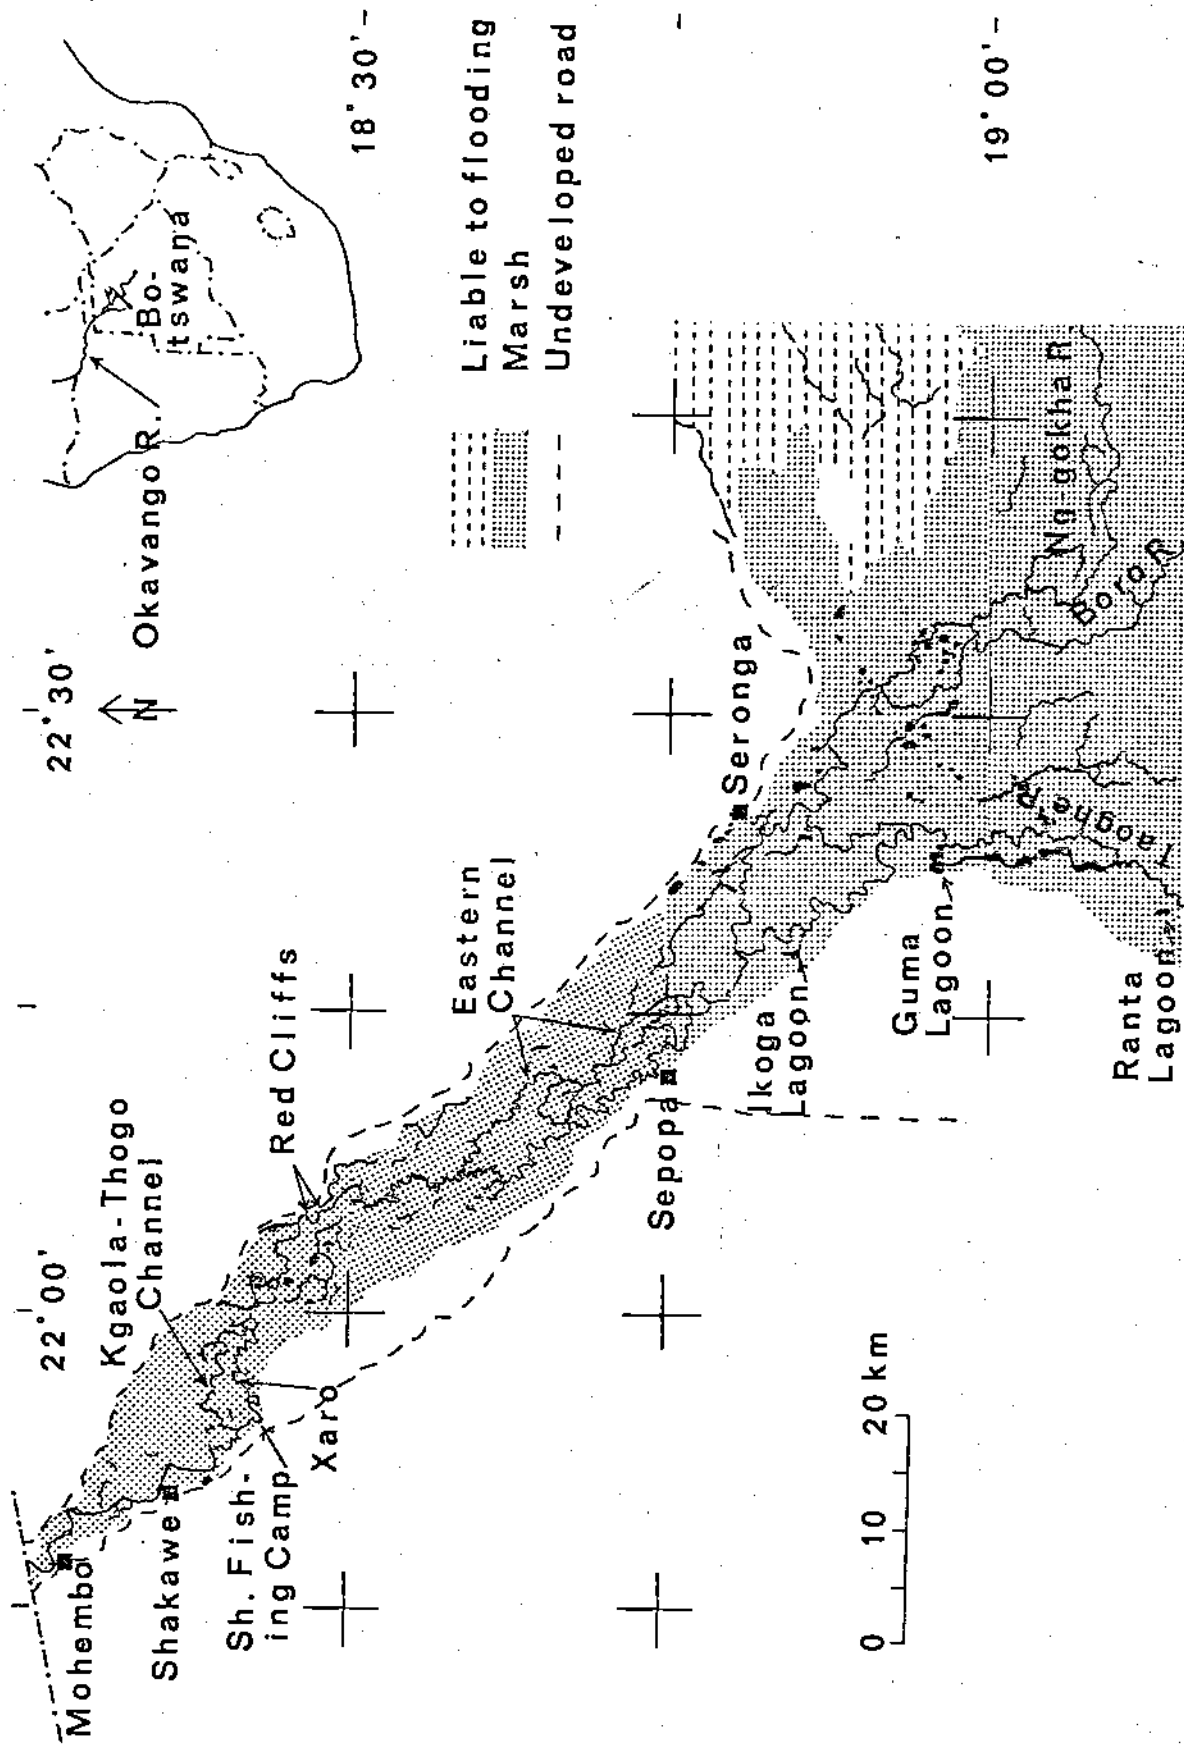 22° 00'
22° 30'
N
Okavango R.
Bo-
tswana
18° 30'
19° 00'
Liable to flooding
Marsh
Undeveloped road
Mohembo
Shakawe
Sh. Fish-
ing Camp
Xaro
Kgaola-Thogo
Channel
Red Cliffs
Eastern
Channel
Sepopa
Seronga
Ikoga
Lagoon
Guma
Lagoon
Ranta
Lagoon
Taoghe R
Boro R
Ng-gokha R
0 10 20 km